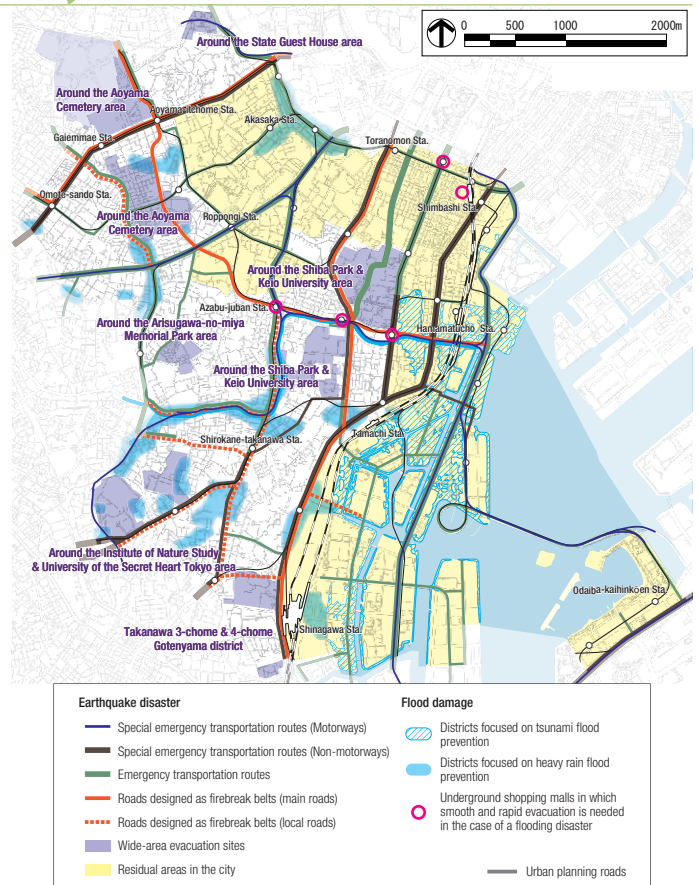 Around the State Guest House area
0 500 1000 2000m
Around the Aoyama
Cemetery area
Aoyama-itchome Sta.
Akasaka Sta.
Gaiemmae Sta.
Toranomon Sta.
Omote-sando Sta.
Around the Aoyama
Cemetery area
Roppongi Sta.
Shimbashi Sta.
Around the Shiba Park &
Keio University area
Azabu-juban Sta.
Around the Arisugawa-no-miya
Memorial Park area
Hamamatucho Sta.
Around the Shiba Park &
Keio University area
Shirokane-takanawa Sta.
Tamachi Sta.
Around the Institute of Nature Study
& University of the Secret Heart Tokyo area
Odaiba-kaihinkoen Sta.
Takanawa 3-chome & 4-chome
Gotenyama district
Shinagawa Sta.
Earthquake disaster
Special emergency transportation routes (Motorways)
Special emergency transportation routes (Non-motorways)
Emergency transportation routes
Roads designed as firebreak belts (main roads)
Roads designed as firebreak belts (local roads)
Wide-area evacuation sites
Residual areas in the city
Flood damage
Districts focused on tsunami flood
prevention
Districts focused on heavy rain flood
prevention
Underground shopping malls in which
smooth and rapid evacuation is needed
in the case of a flooding disaster
Urban planning roads